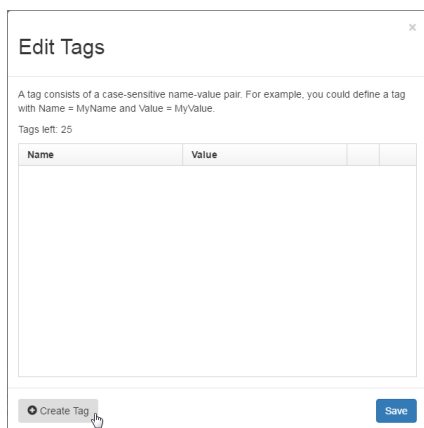 ×
Edit Tags
A tag consists of a case-sensitive name-value pair. For example, you could define a tag
with Name = MyName and Value = MyValue.
Tags left: 25
Name Value
Create Tag Save